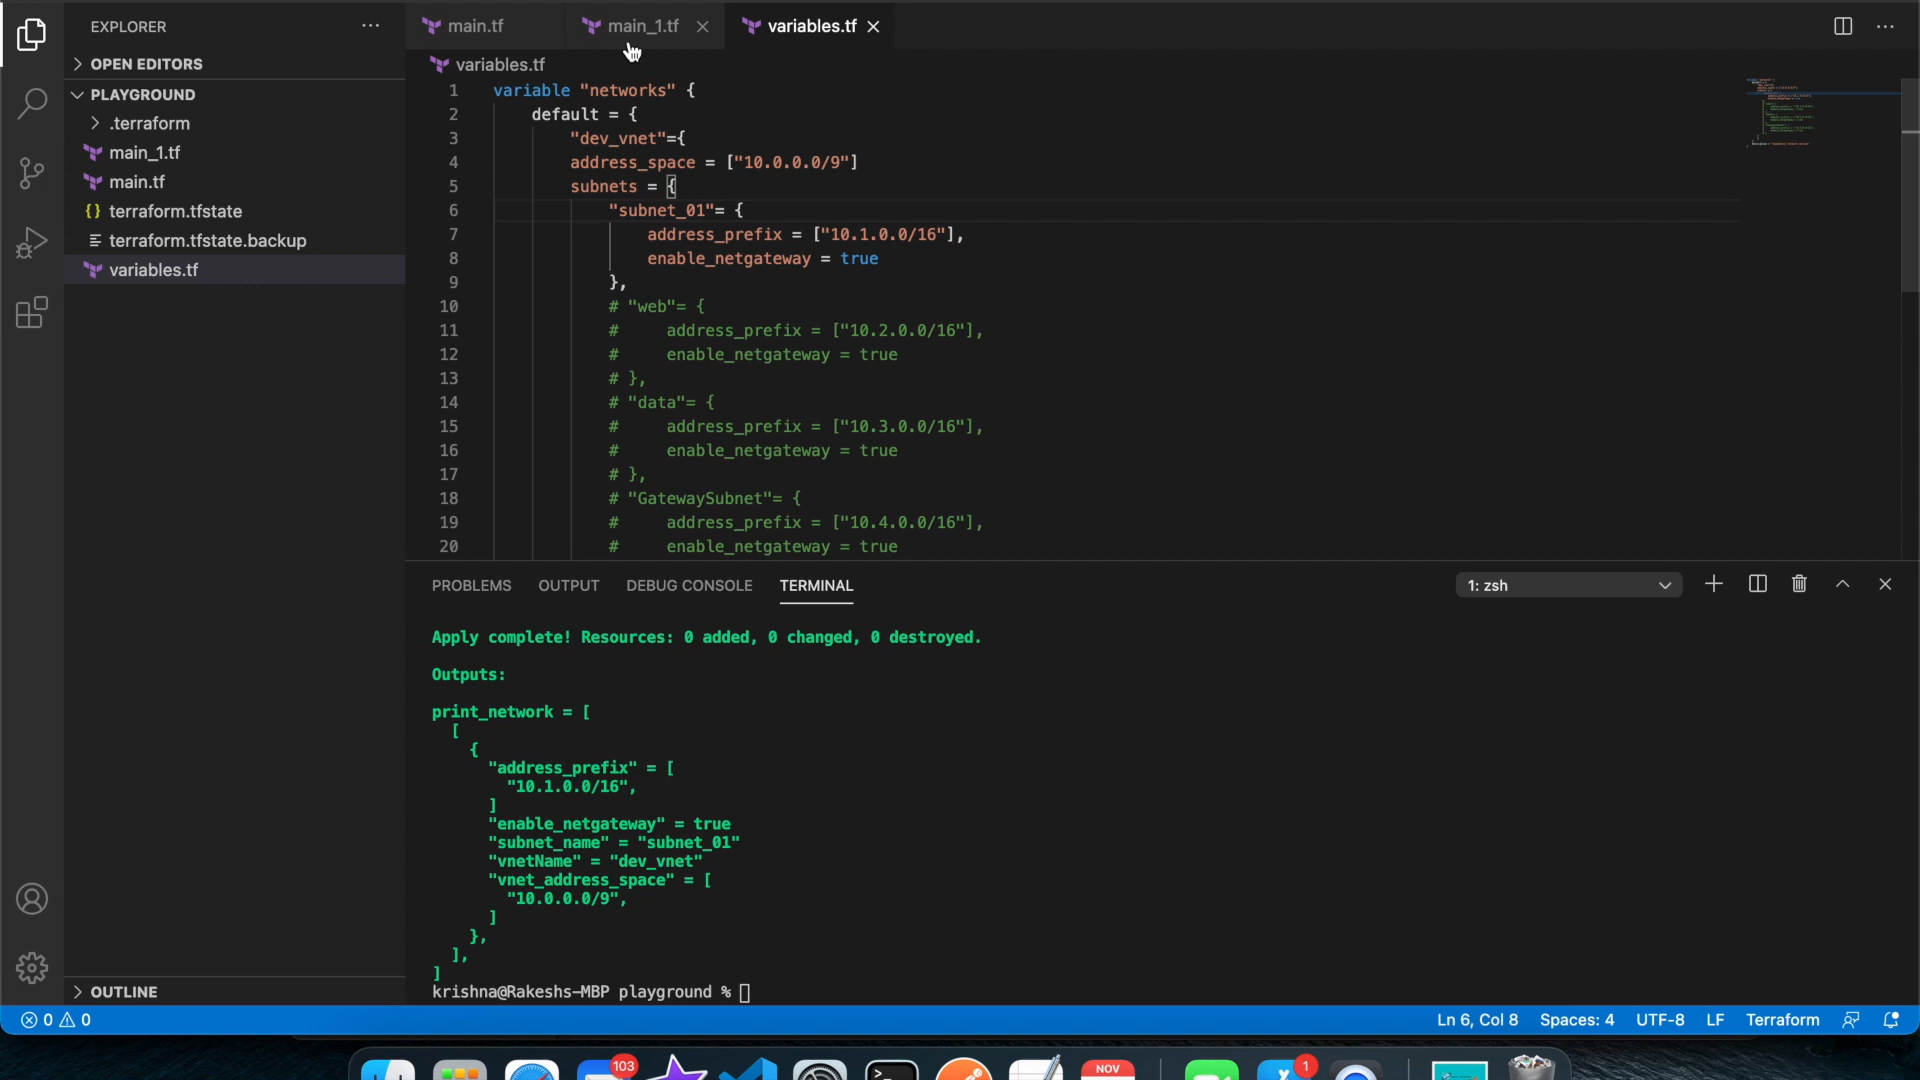 EXPLORER
OPEN EDITORS
PLAYGROUND
.terraform
main_1.tf
main.tf
{} terraform.tfstate
terraform.tfstate.backup
variables.tf
OUTLINE
main.tf
main_1.tf
variables.tf
variables.tf
1 variable "networks" {
2 default = {
3 "dev_vnet"={
4 address_space = ["10.0.0.0/9"]
5 subnets = {
6 "subnet_01"= {
7 address_prefix = ["10.1.0.0/16"],
8 enable_netgateway = true
9 },
10 # "web"= {
11 # address_prefix = ["10.2.0.0/16"],
12 # enable_netgateway = true
13 # },
14 # "data"= {
15 # address_prefix = ["10.3.0.0/16"],
16 # enable_netgateway = true
17 # },
18 # "GatewaySubnet"= {
19 # address_prefix = ["10.4.0.0/16"],
20 # enable_netgateway = true
PROBLEMS OUTPUT DEBUG CONSOLE TERMINAL
1: zsh
Apply complete! Resources: 0 added, 0 changed, 0 destroyed.
Outputs:
print_network = [
[
{
"address_prefix" = [
"10.1.0.0/16",
]
"enable_netgateway" = true
"subnet_name" = "subnet_01"
"vnetName" = "dev_vnet"
"vnet_address_space" = [
"10.0.0.0/9",
]
},
],
]
krishna@Rakeshs-MBP playground %
0 0
Ln 6, Col 8 Spaces: 4 UTF-8 LF Terraform
103
NOV
1